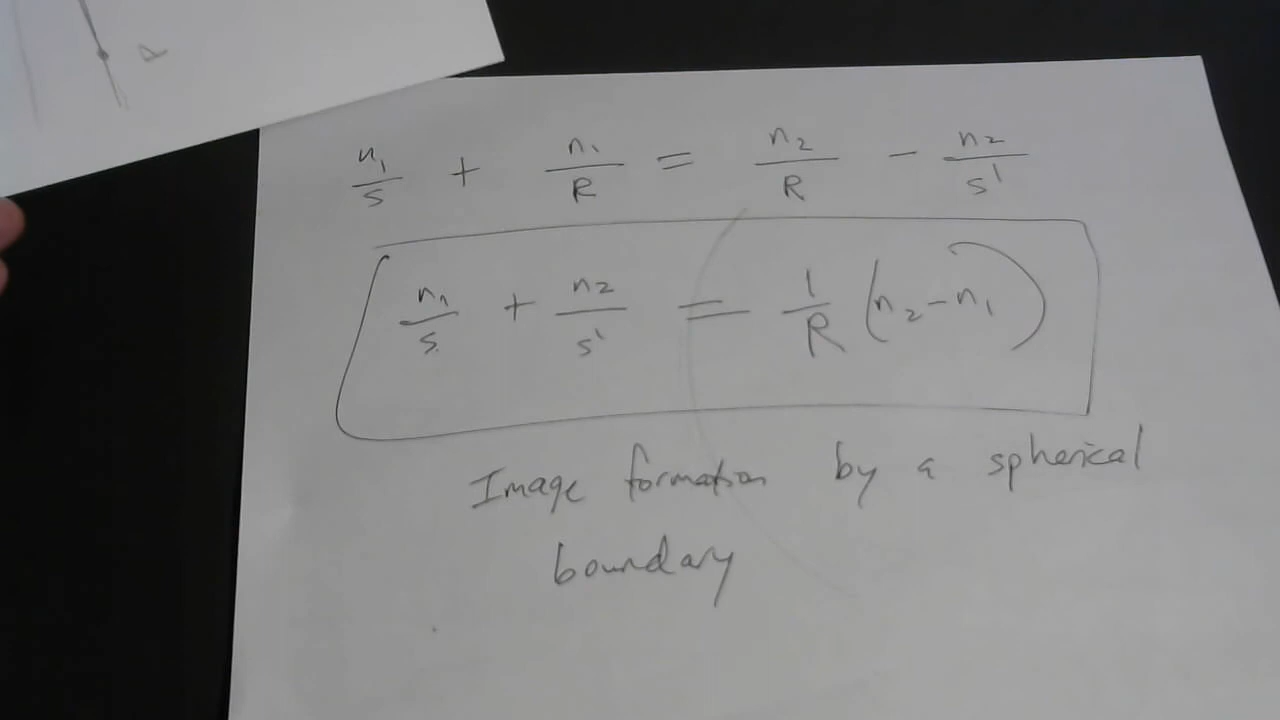 P
n₁/s + n₁/R = n₂/R - n₂/s'
n₁/s + n₂/s' = 1/R (n₂-n₁)
Image formation by a spherical
boundary